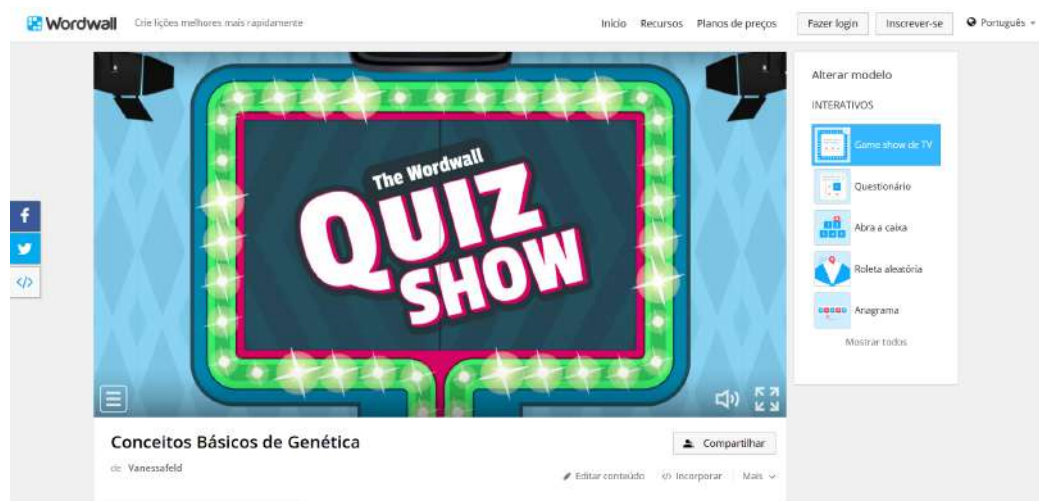 Wordwall Crie lições melhores mais rapidamente Início Recursos Planos de preços Fazer login Inscrever-se Português
Alterar modelo
INTERATIVOS
Game show de TV
Questionário
Abra a caixa
Roleta aleatória
Anagrama
Mostrar todos
The Wordwall
QUIZ
SHOW
f
</>
Conceitos Básicos de Genética
Compartilhar
de Vanessafeld
Editar conteúdo </> Incorporar Mais